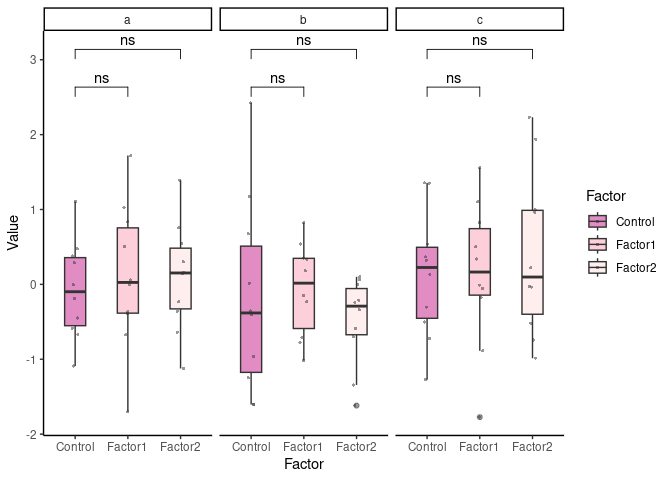 a b c
ns ns ns
ns ns ns
3
2
1
0
-1
-2
Value
Control Factor1 Factor2 Control Factor1 Factor2 Control Factor1 Factor2
Factor
Factor
Control
Factor1
Factor2